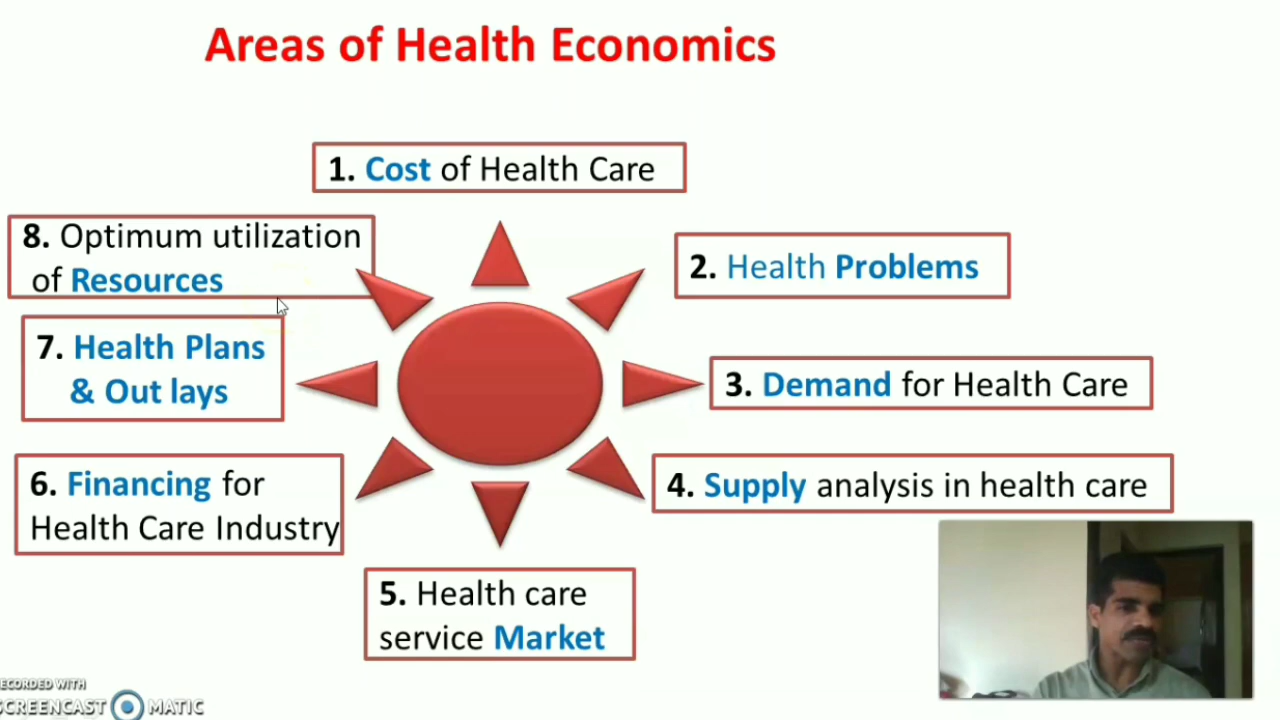 Areas of Health Economics
1. Cost of Health Care
8. Optimum utilization
of Resources
2. Health Problems
7. Health Plans
& Out lays
3. Demand for Health Care
6. Financing for
Health Care Industry
4. Supply analysis in health care
5. Health care
service Market
ECORDED WITH
SCREENCAST MATIC